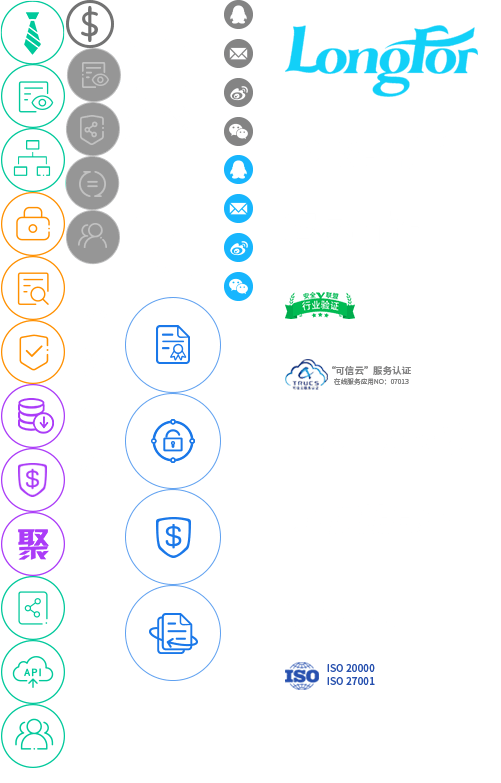 $
LongFor
安全 联盟
行业验证
“可信云”服务认证
在线服务应用NO: 07013
TRUCS
$
$
聚
API
ISO
ISO 20000
ISO 27001